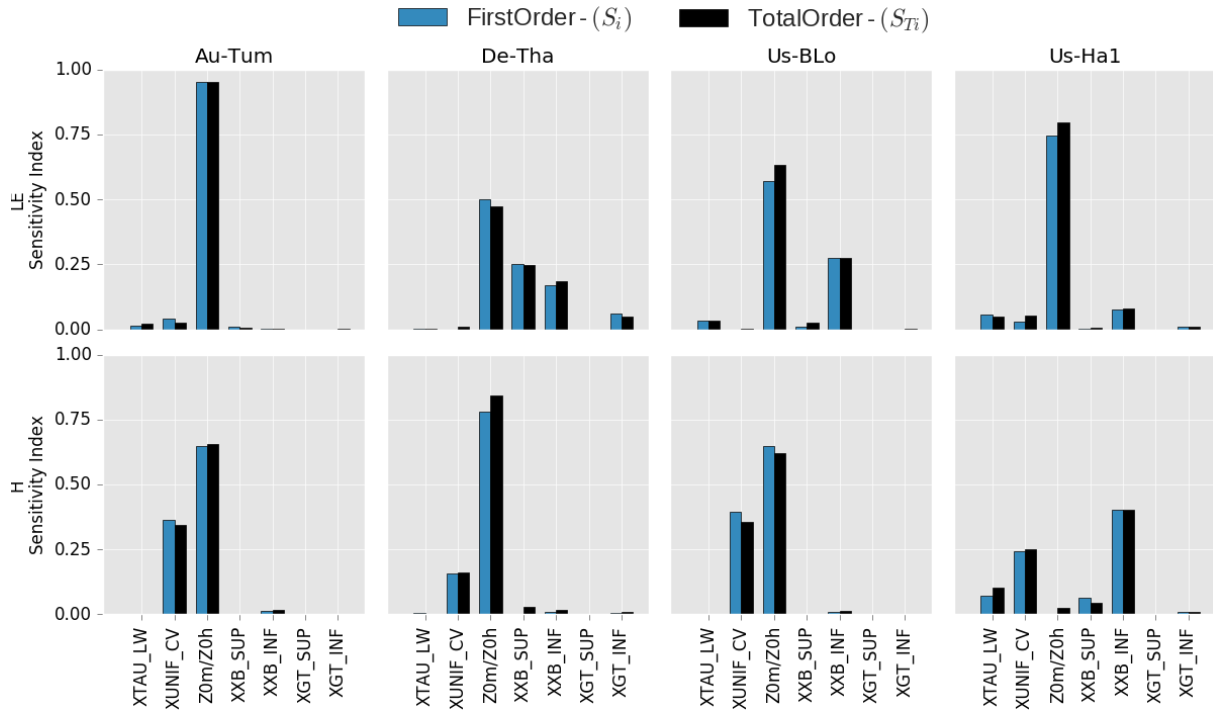 FirstOrder - (S_i) TotalOrder - (S_Ti)
Au-Tum De-Tha Us-BLo Us-Ha1
LE
Sensitivity Index
1.00
0.75
0.50
0.25
0.00
H
Sensitivity Index
1.00
0.75
0.50
0.25
0.00
XTAU_LW XUNIF_CV Z0m/Z0h XXB_SUP XXB_INF XGT_SUP XGT_INF XTAU_LW XUNIF_CV Z0m/Z0h XXB_SUP XXB_INF XGT_SUP XGT_INF XTAU_LW XUNIF_CV Z0m/Z0h XXB_SUP XXB_INF XGT_SUP XGT_INF XTAU_LW XUNIF_CV Z0m/Z0h XXB_SUP XXB_INF XGT_SUP XGT_INF